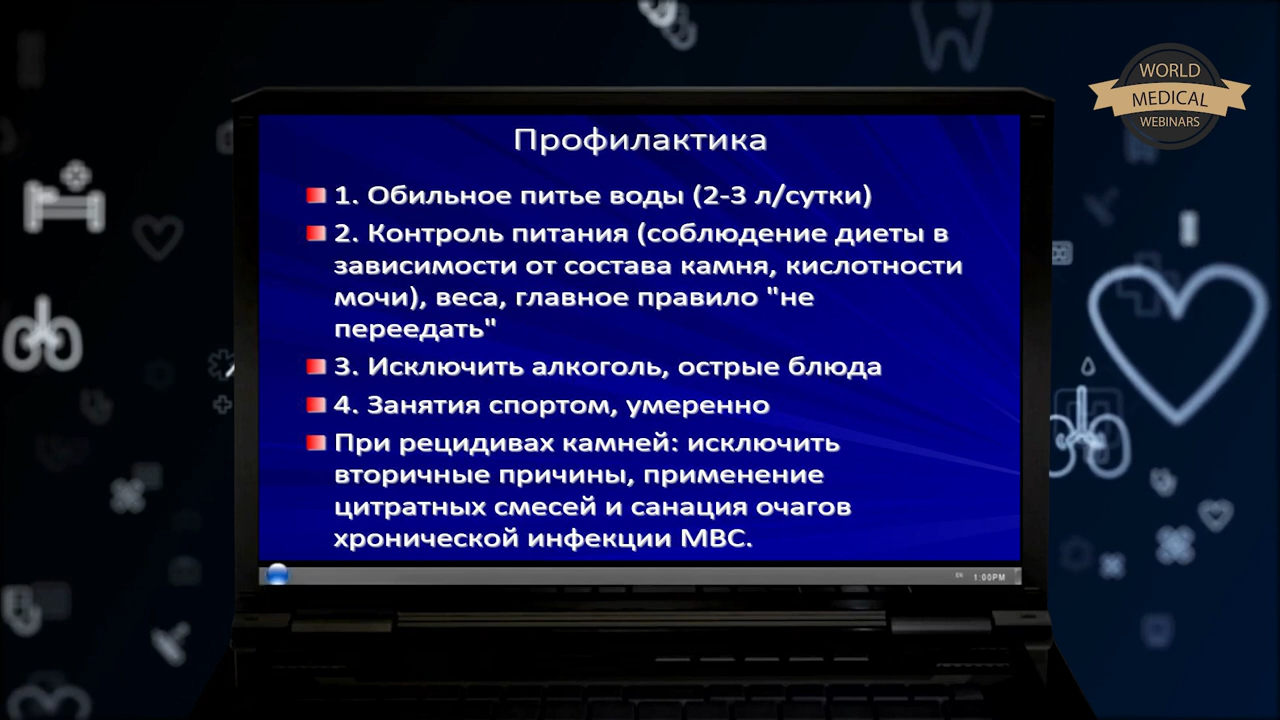 WORLD
MEDICAL
WEBINARS
Профилактика
1. Обильное питье воды (2-3 л/сутки)
2. Контроль питания (соблюдение диеты в
зависимости от состава камня, кислотности
мочи), веса, главное правило "не
переедать"
3. Исключить алкоголь, острые блюда
4. Занятия спортом, умеренно
При рецидивах камней: исключить
вторичные причины, применение
цитратных смесей и санация очагов
хронической инфекции МВС.
EN 1:00PM